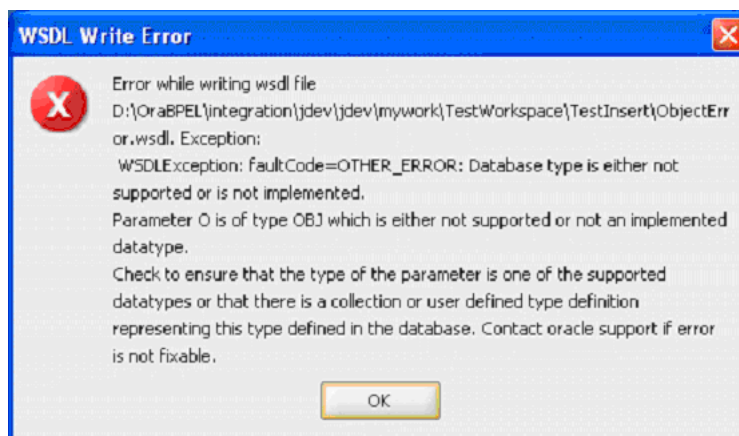 WSDL Write Error
Error while writing wsdl file
D:\OraBPEL\integration\jdev\jdev\mywork\TestWorkspace\TestInsert\ObjectErr
or.wsdl. Exception:
WSDLException: faultCode=OTHER_ERROR: Database type is either not
supported or is not implemented.
Parameter O is of type OBJ which is either not supported or not an implemented
datatype.
Check to ensure that the type of the parameter is one of the supported
datatypes or that there is a collection or user defined type definition
representing this type defined in the database. Contact oracle support if error
is not fixable.
OK